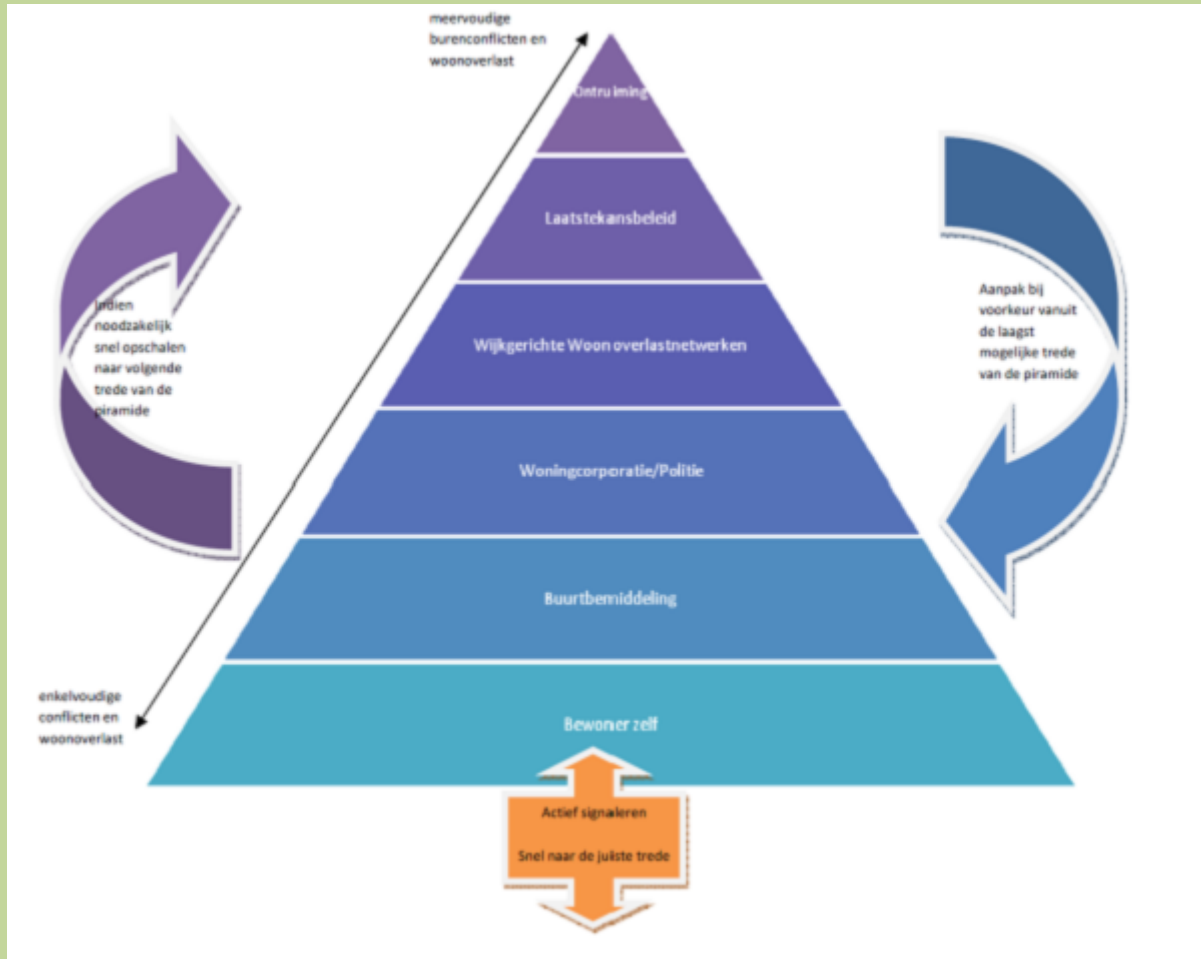 meervoudige
burenconflicten en
woonoverlast
Ontruiming
Laatstekansbeleid
Indien
noodzakelijk
snel opschalen
naar volgende
trede van de
piramide
Aanpak bij
voorkeur vanuit
de laagst
mogelijke trede
van de piramide
Wijkgerichte Woonoverlastnetwerken
Woningcorporatie/Politie
Buurtbemiddeling
enkelvoudige
conflicten en
woonoverlast
Bewoner zelf
Actief signaleren
Snel naar de juiste trede